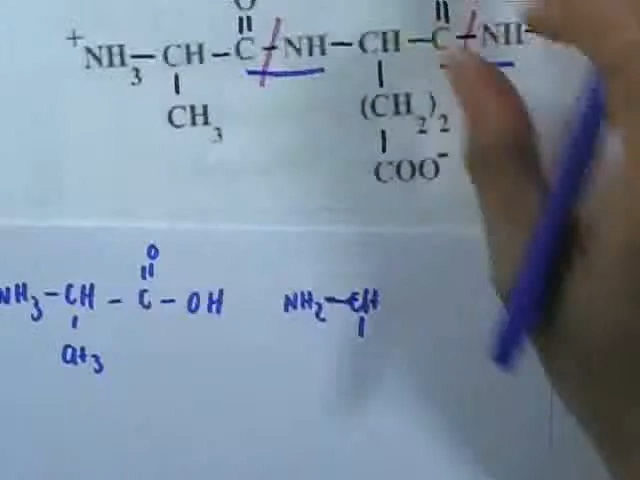 O O
+NH3–CH–C–NH–CH–C–NH–
CH3 (CH2)2
COO-
O
NH3–CH–C–OH NH2–CH
CH3